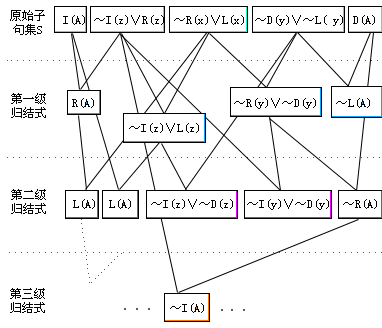 原始子
句集S
I(A)
～I(z)∨R(z)
～R(x)∨L(x)
～D(y)∨～L( y)
D(A)
第一级
归结式
R(A)
～I(z)∨L(z)
～R(y)∨～D(y)
～L(A)
第二级
归结式
L(A)
L(A)
～I(z)∨～D(z)
～I(y)∨～D(y)
～R(A)
第三级
归结式
· · ·
～I(A)
· · ·